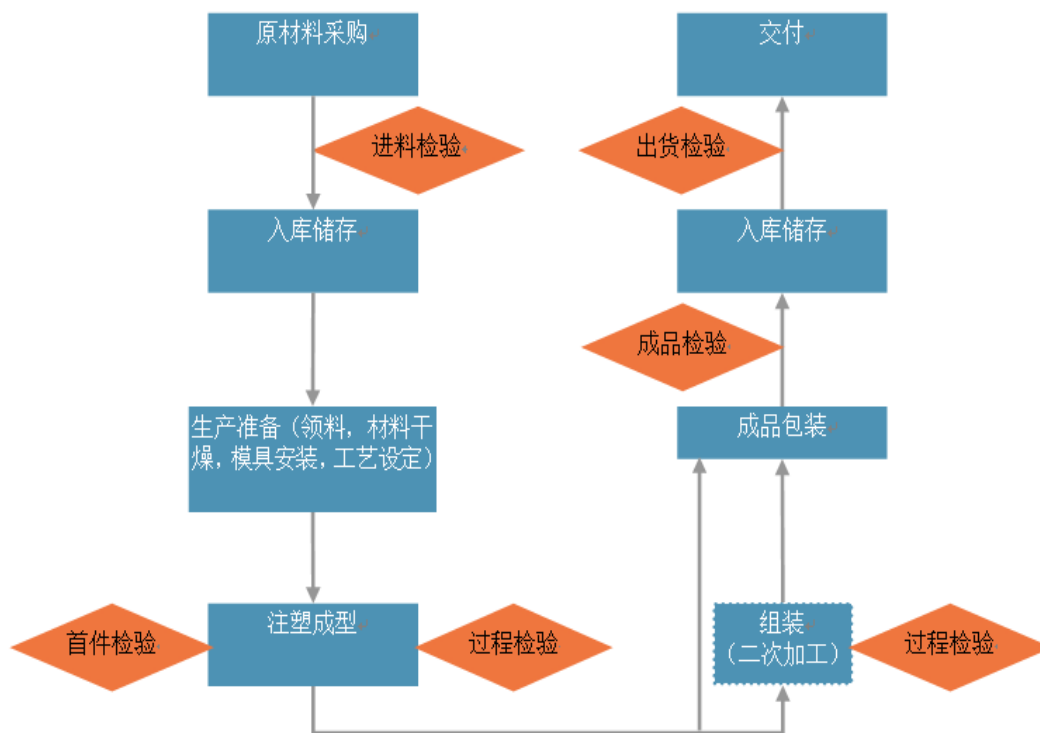 原材料采购
进料检验
入库储存
生产准备（领料，材料干
燥，模具安装，工艺设定）
首件检验
注塑成型
过程检验
交付
出货检验
入库储存
成品检验
成品包装
组装
（二次加工）
过程检验